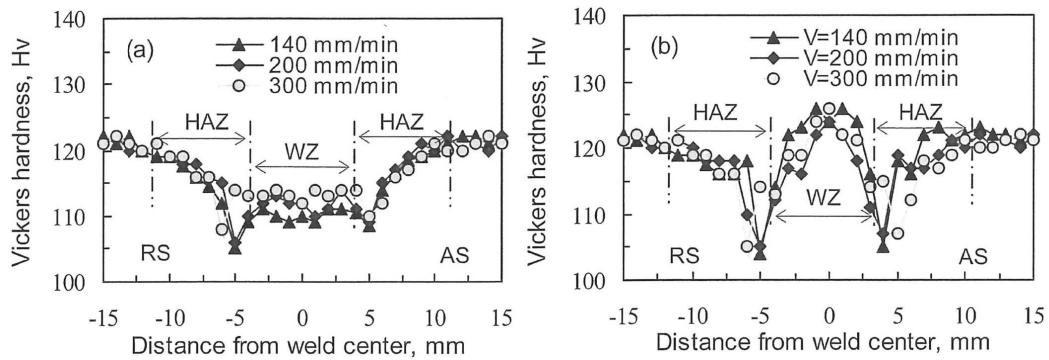 140
(a)
140 mm/min
200 mm/min
300 mm/min
130
HAZ
HAZ
120
WZ
110
RS
AS
100
-15 -10 -5 0 5 10 15
Distance from weld center, mm
Vickers hardness, Hv
140
(b)
V=140 mm/min
V=200 mm/min
V=300 mm/min
130
HAZ
HAZ
120
WZ
110
RS
AS
100
-15 -10 -5 0 5 10 15
Distance from weld center, mm
Vickers hardness, Hv